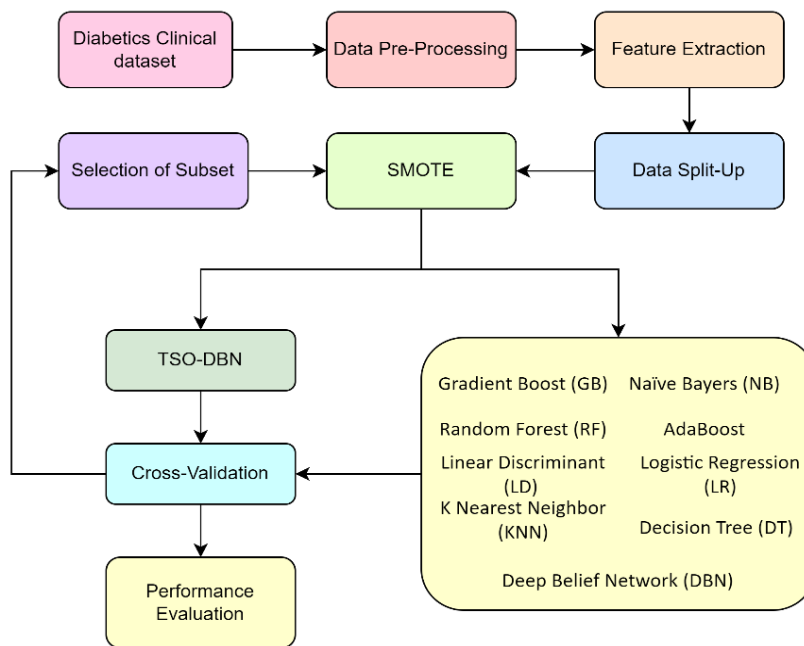 Diabetics Clinical
dataset
Data Pre-Processing
Feature Extraction
Selection of Subset
SMOTE
Data Split-Up
TSO-DBN
Cross-Validation
Performance
Evaluation
Gradient Boost (GB)
Naïve Bayers (NB)
Random Forest (RF)
AdaBoost
Linear Discriminant
(LD)
Logistic Regression
(LR)
K Nearest Neighbor
(KNN)
Decision Tree (DT)
Deep Belief Network (DBN)